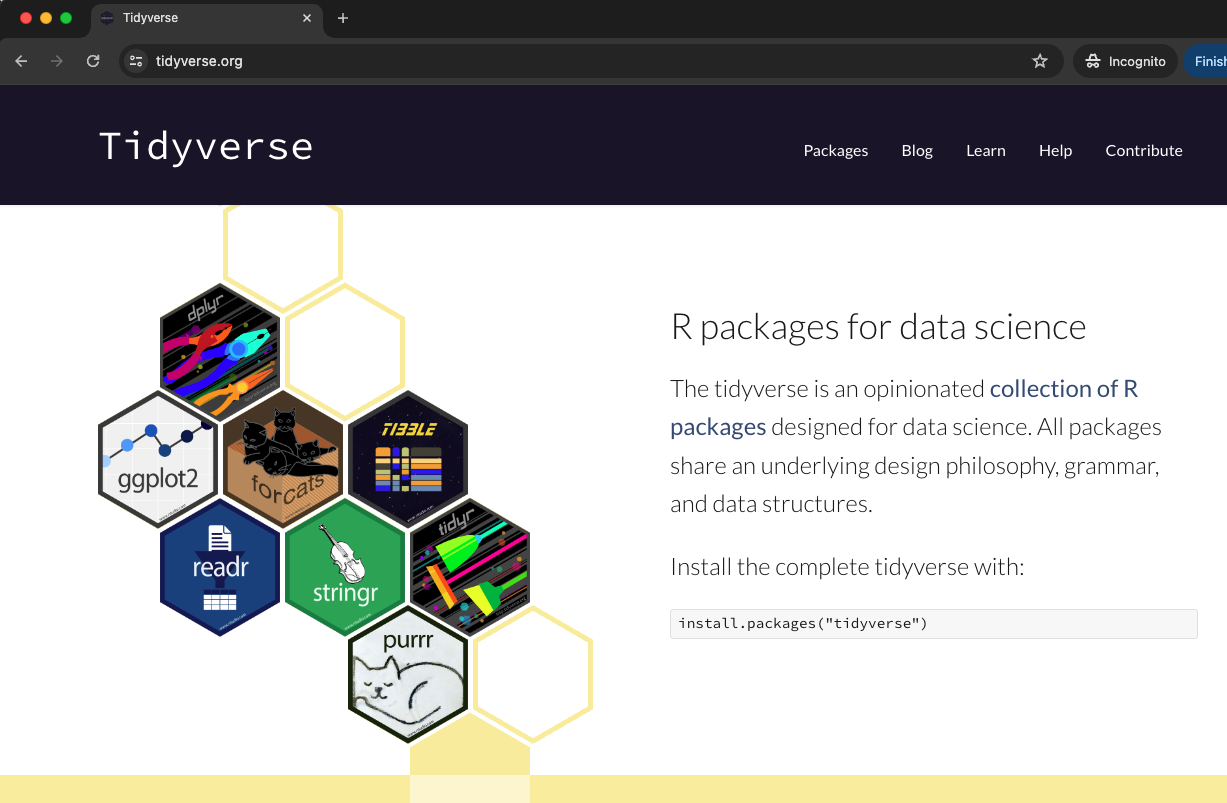 Tidyverse
tidyverse.org
Incognito
Finish
Tidyverse
Packages
Blog
Learn
Help
Contribute
dplyr
ggplot2
forcats
TIBBLE
readr
stringr
tidyr
purrr
R packages for data science
The tidyverse is an opinionated collection of R
packages designed for data science. All packages
share an underlying design philosophy, grammar,
and data structures.
Install the complete tidyverse with:
install.packages("tidyverse")